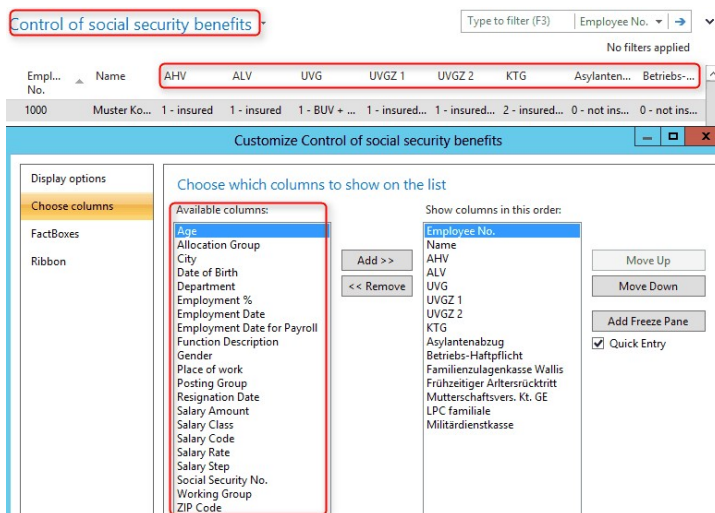 Control of social security benefits
Type to filter (F3) Employee No.
No filters applied
Empl... No. Name AHV ALV UVG UVGZ 1 UVGZ 2 KTG Asylanten... Betriebs-...
1000 Muster Ko... 1 - insured 1 - insured 1 - BUV + ... 1 - insured... 1 - insured... 2 - insured... 0 - not ins... 0 - not ins...
Customize Control of social security benefits
Display options
Choose columns
FactBoxes
Ribbon
Choose which columns to show on the list
Available columns:
Age
Allocation Group
City
Date of Birth
Department
Employment %
Employment Date
Employment Date for Payroll
Function Description
Gender
Place of work
Posting Group
Resignation Date
Salary Amount
Salary Class
Salary Code
Salary Rate
Salary Step
Social Security No.
Working Group
ZIP Code
Add >>
<< Remove
Show columns in this order:
Employee No.
Name
AHV
ALV
UVG
UVGZ 1
UVGZ 2
KTG
Asylantenabzug
Betriebs-Haftpflicht
Familienzulagenkasse Wallis
Frühzeitiger Arltersrücktritt
Mutterschaftsvers. Kt. GE
LPC familiale
Militärdienstkasse
Move Up
Move Down
Add Freeze Pane
Quick Entry